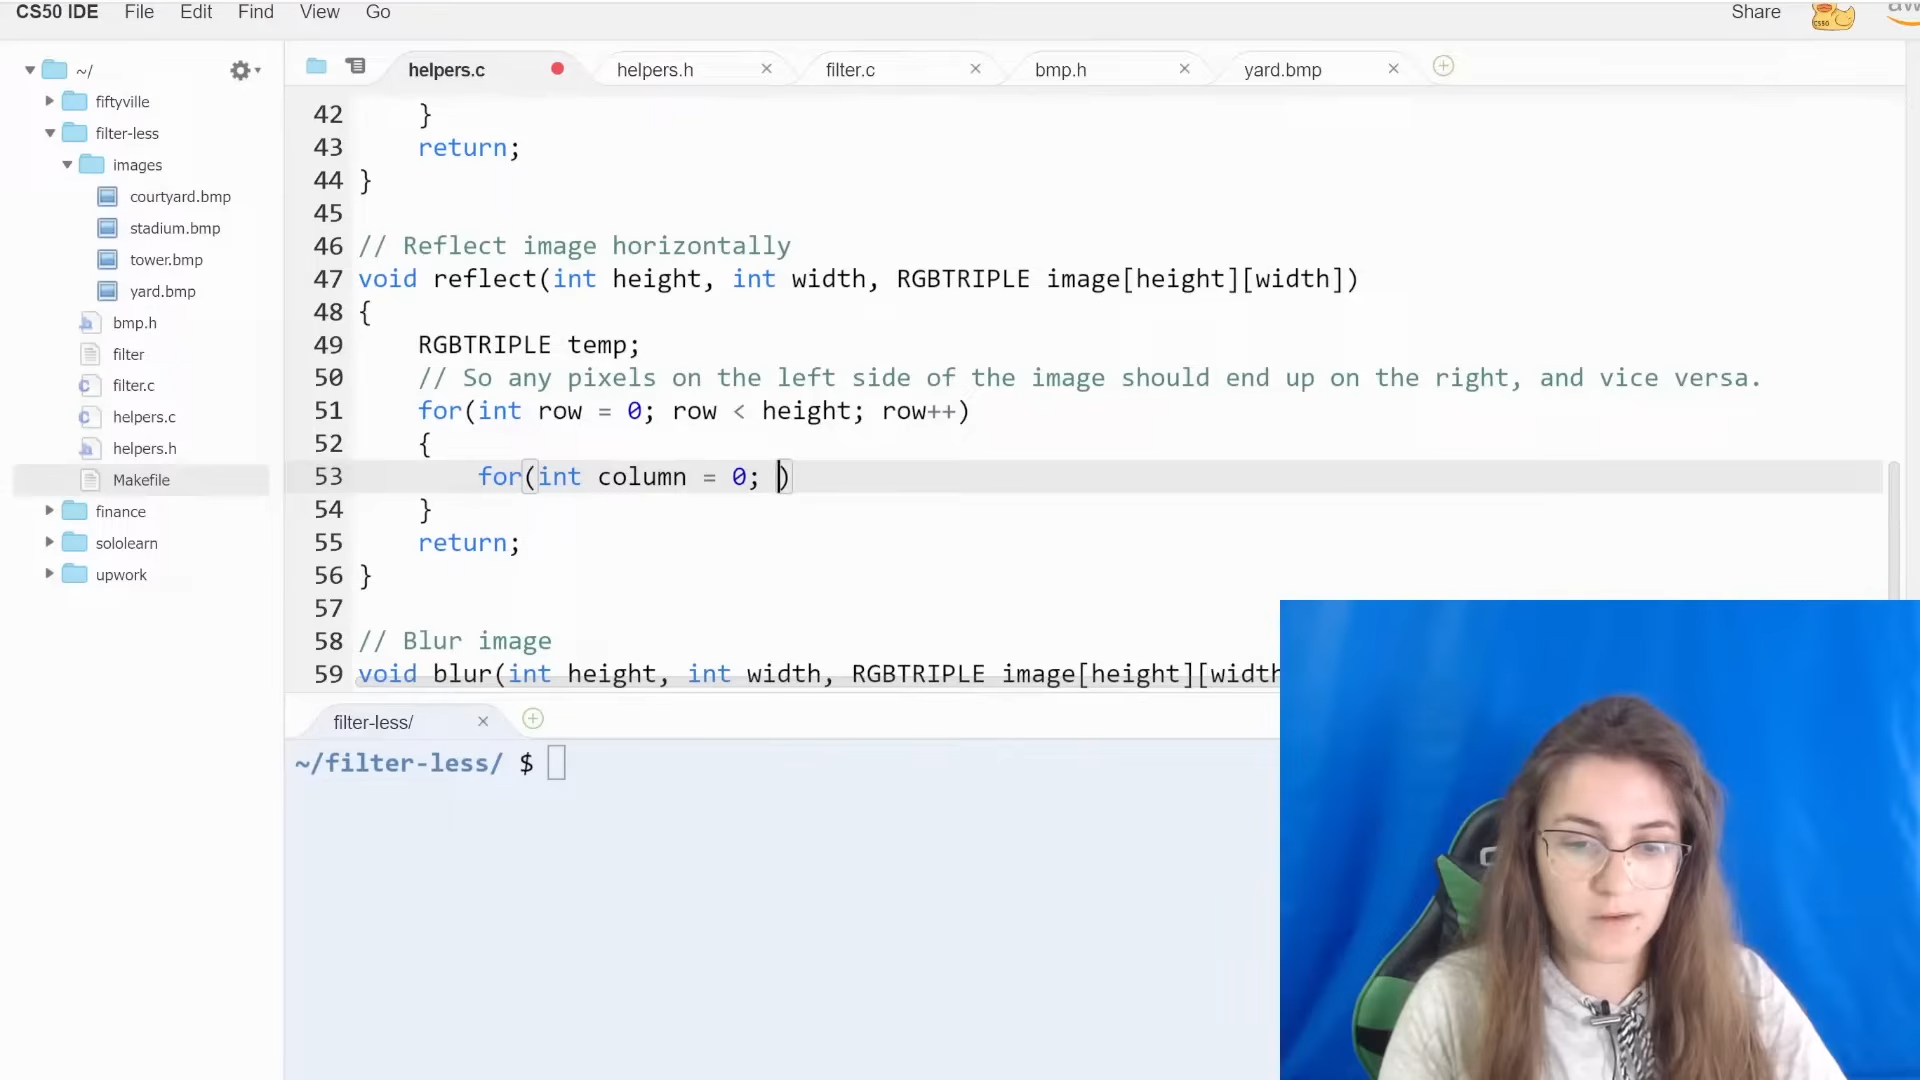 CS50 IDE File Edit Find View Go Share
~/
fiftyville
filter-less
images
courtyard.bmp
stadium.bmp
tower.bmp
yard.bmp
bmp.h
filter
filter.c
helpers.c
helpers.h
Makefile
finance
sololearn
upwork
helpers.c helpers.h filter.c bmp.h yard.bmp
42 }
43 return;
44 }
45
46 // Reflect image horizontally
47 void reflect(int height, int width, RGBTRIPLE image[height][width])
48 {
49 RGBTRIPLE temp;
50 // So any pixels on the left side of the image should end up on the right, and vice versa.
51 for(int row = 0; row < height; row++)
52 {
53 for(int column = 0; )
54 }
55 return;
56 }
57
58 // Blur image
59 void blur(int height, int width, RGBTRIPLE image[height][width
filter-less/
~/filter-less/ $